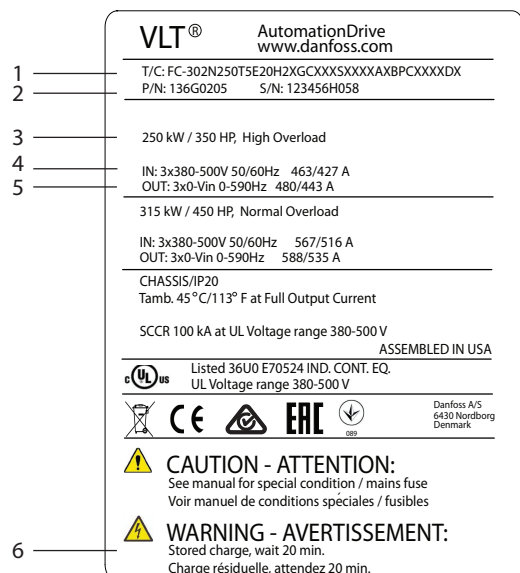 VLT® AutomationDrive
www.danfoss.com
1 T/C: FC-302N250T5E20H2XGCXXXSXXXXAXBPCXXXXDX
2 P/N: 136G0205 S/N: 123456H058
3 250 kW / 350 HP, High Overload
4 IN: 3x380-500V 50/60Hz 463/427 A
5 OUT: 3x0-Vin 0-590Hz 480/443 A
315 kW / 450 HP, Normal Overload
IN: 3x380-500V 50/60Hz 567/516 A
OUT: 3x0-Vin 0-590Hz 588/535 A
CHASSIS/IP20
Tamb. 45°C/113° F at Full Output Current
SCCR 100 kA at UL Voltage range 380-500 V
ASSEMBLED IN USA
c UL us Listed 36U0 E70524 IND. CONT. EQ.
UL Voltage range 380-500 V
CE EAC 089
Danfoss A/S
6430 Nordborg
Denmark
CAUTION - ATTENTION:
See manual for special condition / mains fuse
Voir manuel de conditions spéciales / fusibles
WARNING - AVERTISSEMENT:
6 Stored charge, wait 20 min.
Charge résiduelle, attendez 20 min.